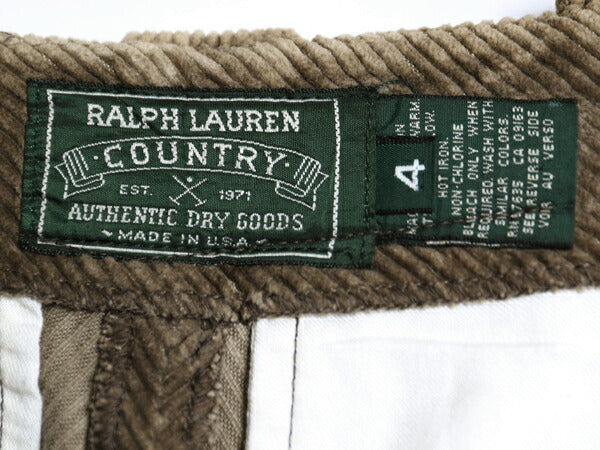 RALPH LAUREN
COUNTRY
EST. 1971
AUTHENTIC DRY GOODS
MADE IN U.S.A.
4
WARM.
HOT IRON.
NON-CHLORINE
BLEACH ONLY WHEN
REQUIRED. WASH WITH
SIMILAR COLORS.
CA 09163
SEE REVERSE SIDE
VOIR AU VERSO